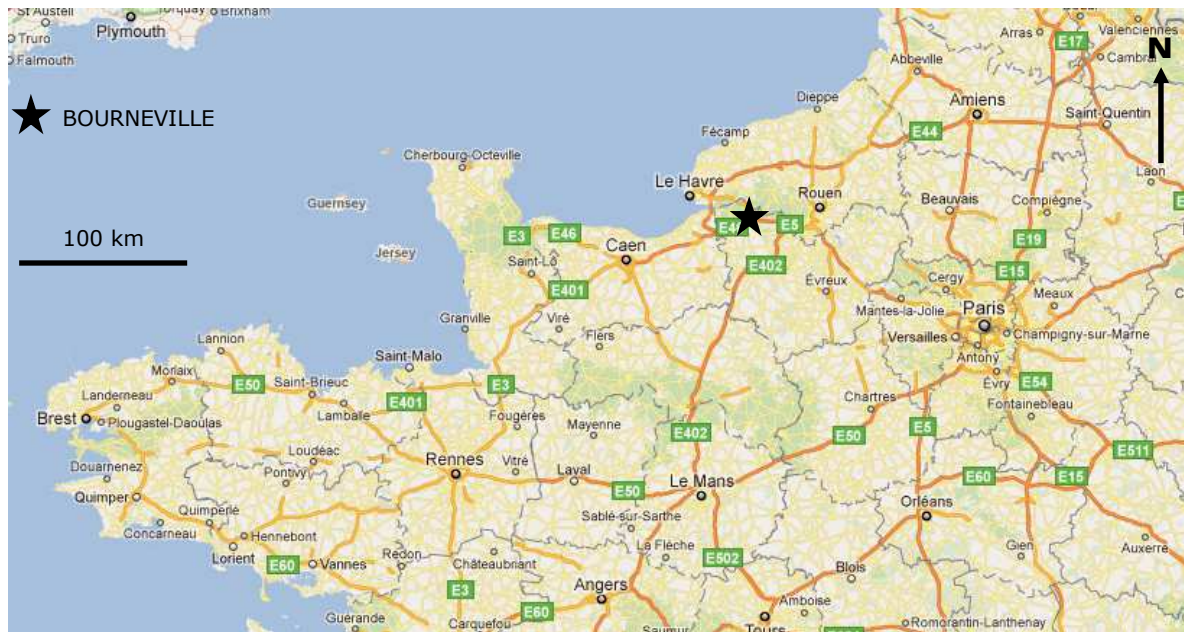 St Austell
Torquay
Brixham
Plymouth
Truro
Falmouth
BOURNEVILLE
100 km
N
E17
Valenciennes
Arras
Cambrai
Abbeville
Amiens
Saint-Quentin
Dieppe
E44
Fécamp
Laon
Cherbourg-Octeville
Le Havre
Rouen
Beauvais
Compiègne
Guernsey
E5
E3
E46
Caen
E19
Jersey
Saint-Lô
E402
E15
E401
Cergy
Évreux
Meaux
Mantes-la-Jolie
Paris
Granville
Viré
Flers
Versailles
Champigny-sur-Marne
Lannion
Saint-Malo
Antony
Évry
Morlaix
E50
Saint-Brieuc
E3
E54
Landerneau
E401
Chartres
Fontainebleau
Brest
Plougastel-Daoulas
Lamballe
Fougères
Mayenne
E402
E50
E5
E511
Loudéac
Douarnenez
Pontivy
Rennes
Vitré
Laval
E60
E15
Quimper
E50
Le Mans
Orléans
Quimperlé
Sablé-sur-Sarthe
Concarneau
Hennebont
Gien
Auxerre
Lorient
Redon
Châteaubriant
La Flèche
E502
E60
Vannes
Blois
E3
Angers
E60
Amboise
Guérande
Carquefou
Saumur
Tours
Romorantin-Lanthenay